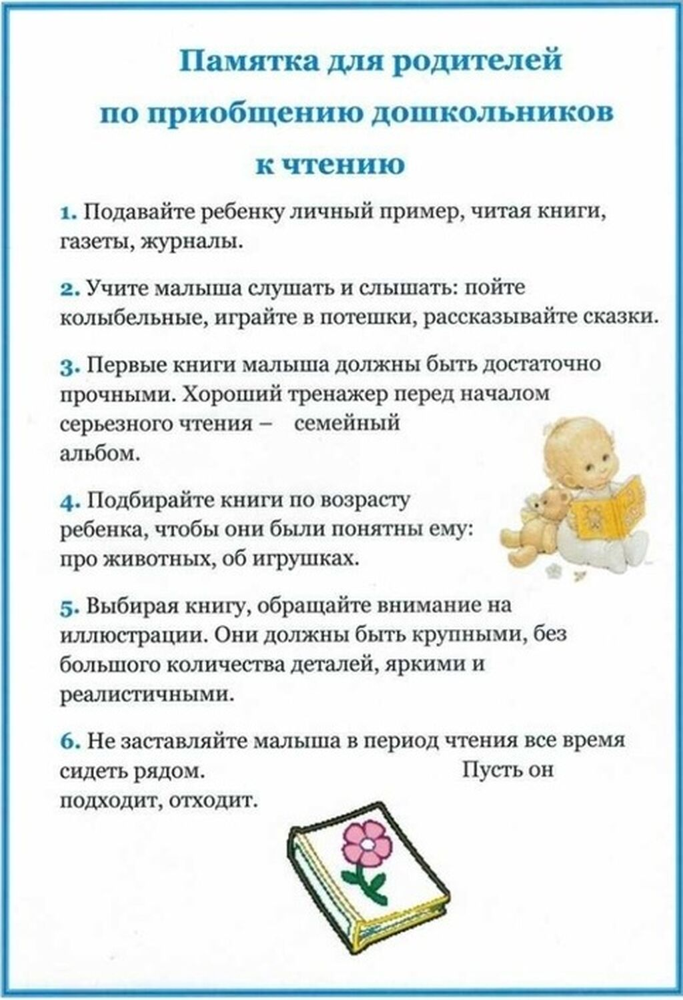 Памятка для родителей
по приобщению дошкольников
к чтению
1. Подавайте ребенку личный пример, читая книги,
газеты, журналы.
2. Учите малыша слушать и слышать: пойте
колыбельные, играйте в потешки, рассказывайте сказки.
3. Первые книги малыша должны быть достаточно
прочными. Хороший тренажер перед началом
серьезного чтения – семейный
альбом.
4. Подбирайте книги по возрасту
ребенка, чтобы они были понятны ему:
про животных, об игрушках.
5. Выбирая книгу, обращайте внимание на
иллюстрации. Они должны быть крупными, без
большого количества деталей, яркими и
реалистичными.
6. Не заставляйте малыша в период чтения все время
сидеть рядом. Пусть он
подходит, отходит.